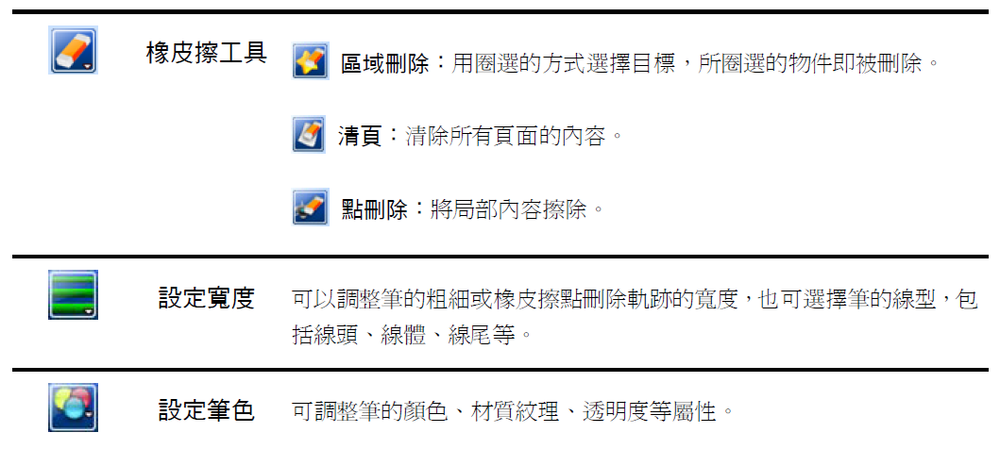 橡皮擦工具 區域刪除：用圈選的方式選擇目標，所圈選的物件即被刪除。
清頁：清除所有頁面的內容。
點刪除：將局部內容擦除。
設定寬度 可以調整筆的粗細或橡皮擦點刪除軌跡的寬度，也可選擇筆的線型，包
括線頭、線體、線尾等。
設定筆色 可調整筆的顏色、材質紋理、透明度等屬性。